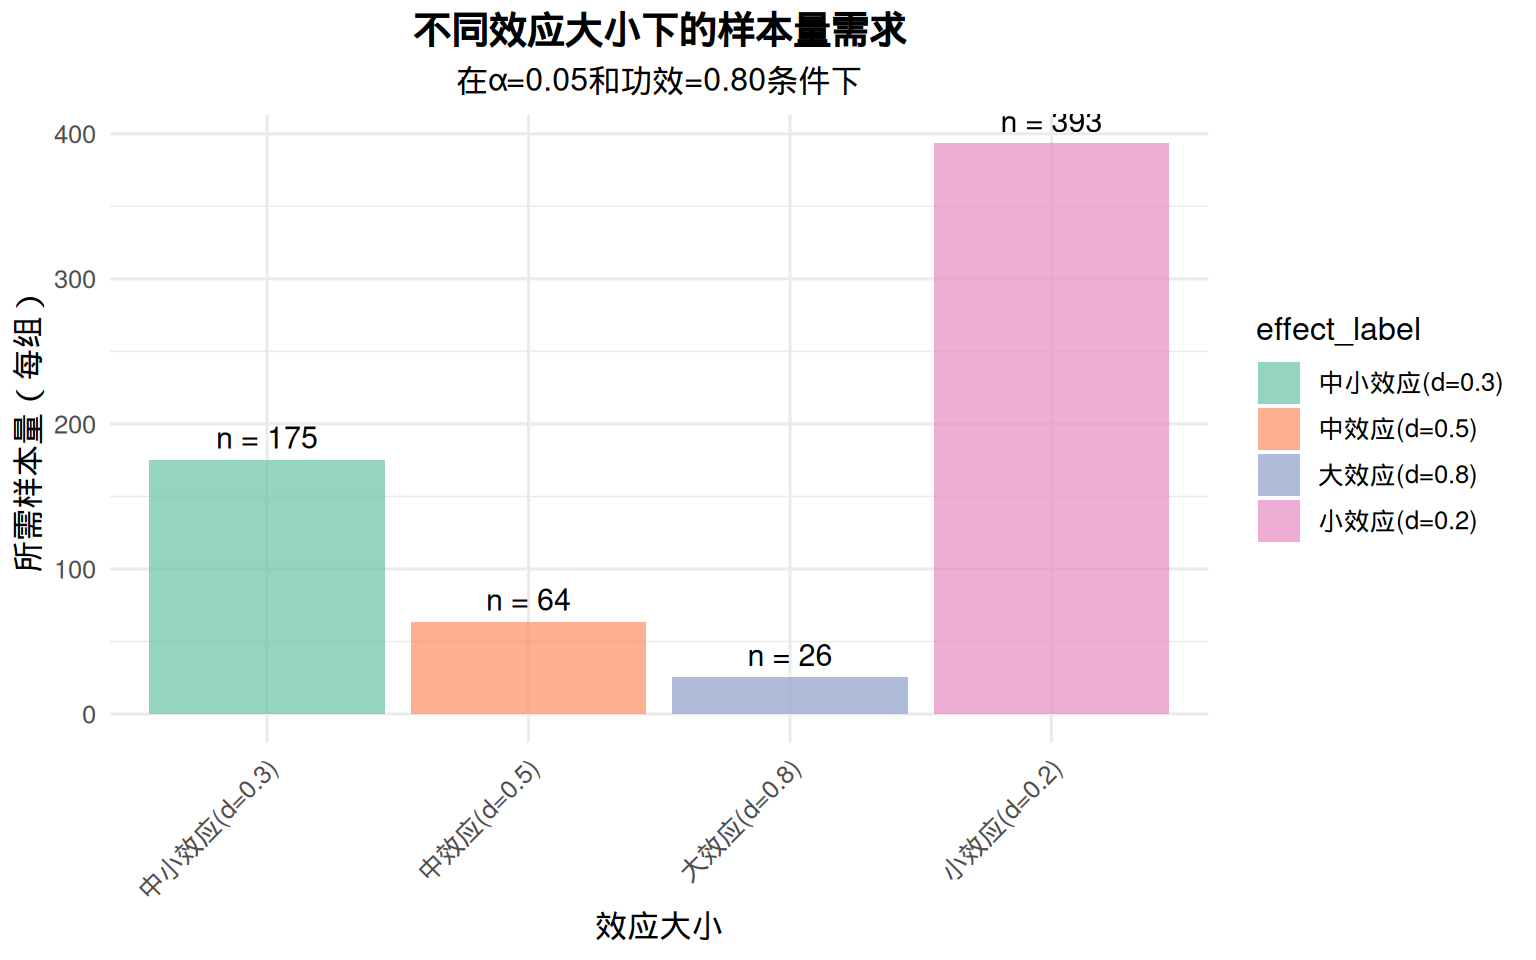 不同效应大小下的样本量需求
在α=0.05和功效=0.80条件下
所需样本量（每组）
400
300
200
100
0
n = 175
n = 64
n = 26
n = 393
中小效应(d=0.3)
中效应(d=0.5)
大效应(d=0.8)
小效应(d=0.2)
效应大小
effect_label
中小效应(d=0.3)
中效应(d=0.5)
大效应(d=0.8)
小效应(d=0.2)